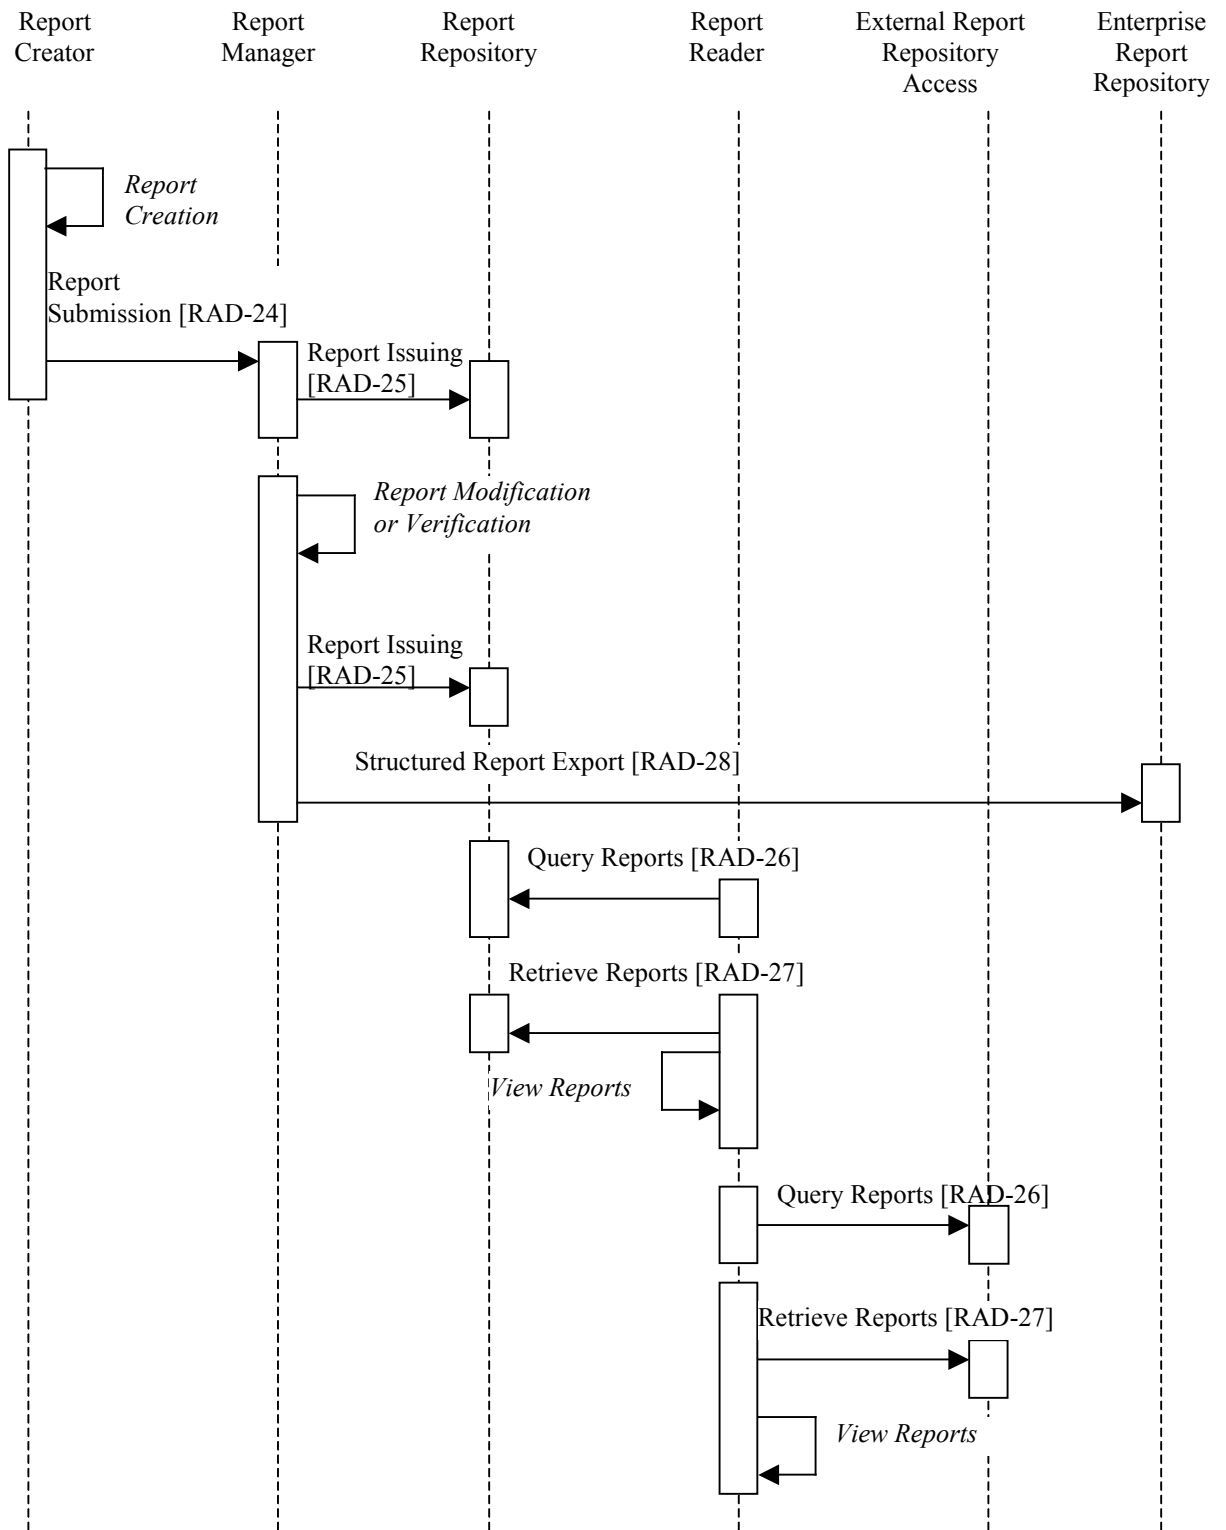 Report
Creator
Report
Manager
Report
Repository
Report
Reader
External Report
Repository
Access
Enterprise
Report
Repository
Report
Creation
Report
Submission [RAD-24]
Report Issuing
[RAD-25]
Report Modification
or Verification
Report Issuing
[RAD-25]
Structured Report Export [RAD-28]
Query Reports [RAD-26]
Retrieve Reports [RAD-27]
View Reports
Query Reports [RAD-26]
Retrieve Reports [RAD-27]
View Reports